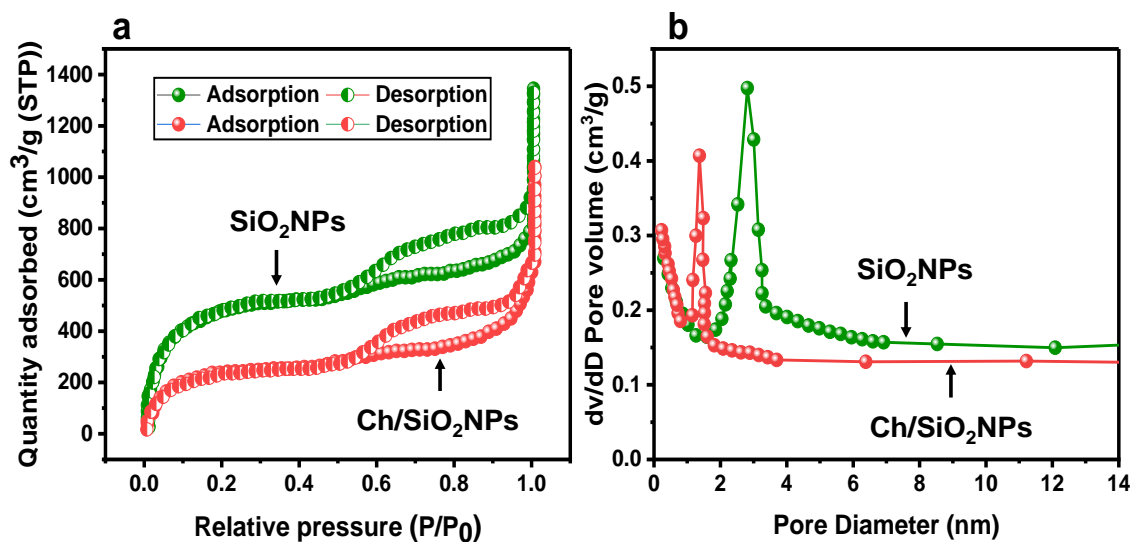 a
Quantity adsorbed (cm³/g (STP))
1400
1200
1000
800
600
400
200
0
Adsorption
Desorption
Adsorption
Desorption
SiO₂NPs
Ch/SiO₂NPs
0.0 0.2 0.4 0.6 0.8 1.0
Relative pressure (P/P₀)
b
dv/dD Pore volume (cm³/g)
0.5
0.4
0.3
0.2
0.1
0.0
SiO₂NPs
Ch/SiO₂NPs
0 2 4 6 8 10 12 14
Pore Diameter (nm)